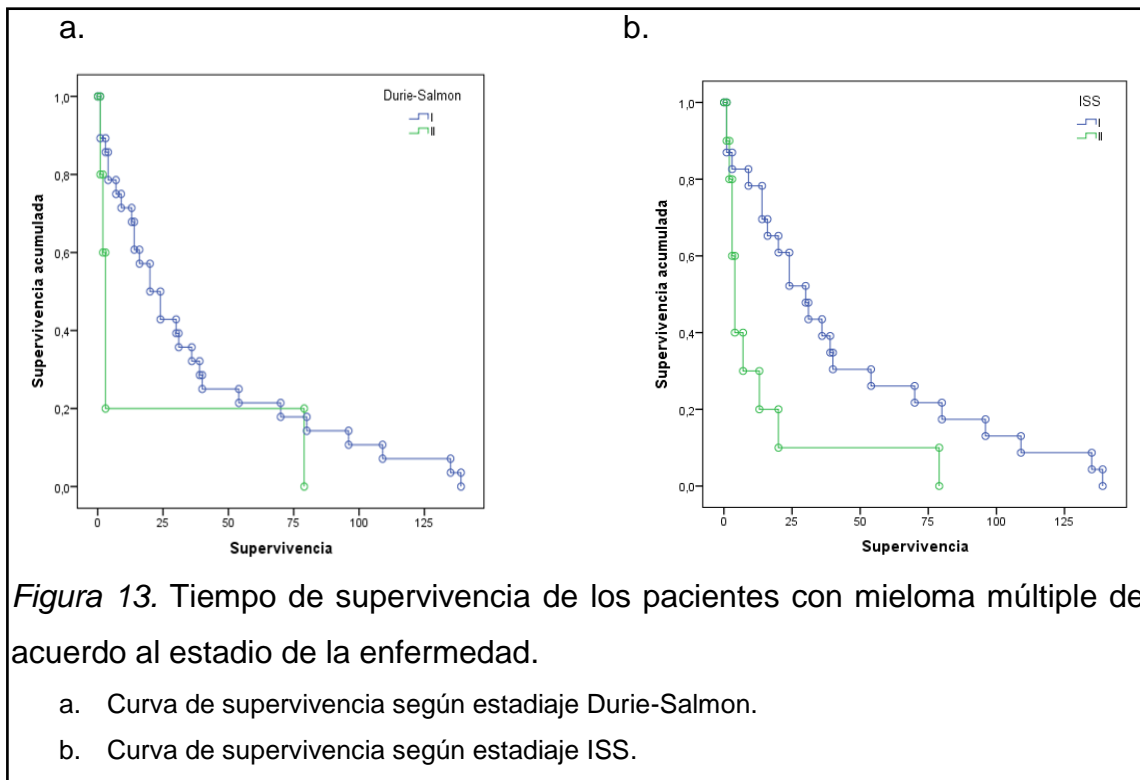 a.
b.
Durie-Salmon
I
II
1,0
0,8
0,6
0,4
0,2
0,0
Supervivencia acumulada
0
25
50
75
100
125
Supervivencia
ISS
I
II
1,0
0,8
0,6
0,4
0,2
0,0
Supervivencia acumulada
0
25
50
75
100
125
Supervivencia
Figura 13. Tiempo de supervivencia de los pacientes con mieloma múltiple de
acuerdo al estadio de la enfermedad.
a. Curva de supervivencia según estadiaje Durie-Salmon.
b. Curva de supervivencia según estadiaje ISS.